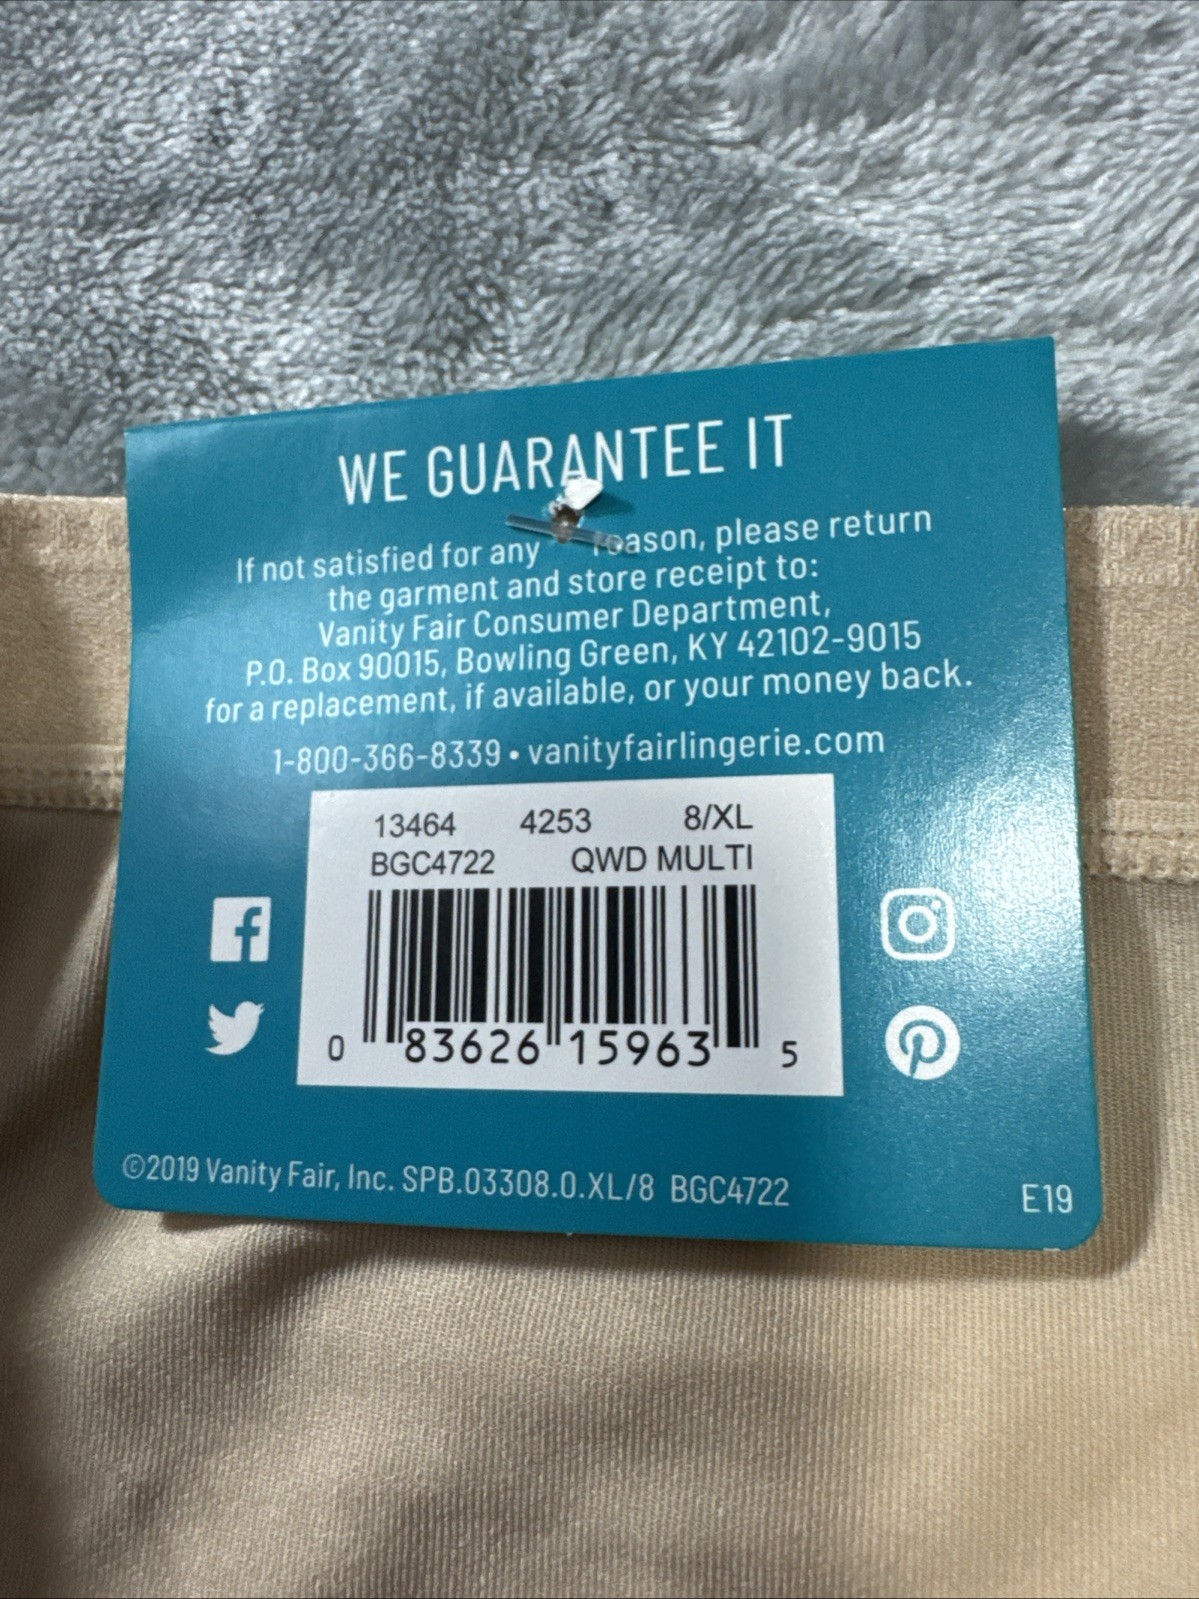 WE GUARANTEE IT
If not satisfied for any reason, please return
the garment and store receipt to:
Vanity Fair Consumer Department,
P.O. Box 90015, Bowling Green, KY 42102-9015
for a replacement, if available, or your money back.
1-800-366-8339 • vanityfairlingerie.com
13464 4253 8/XL
BGC4722 QWD MULTI
0 83626 15963 5
©2019 Vanity Fair, Inc. SPB.03308.0.XL/8 BGC4722 E19